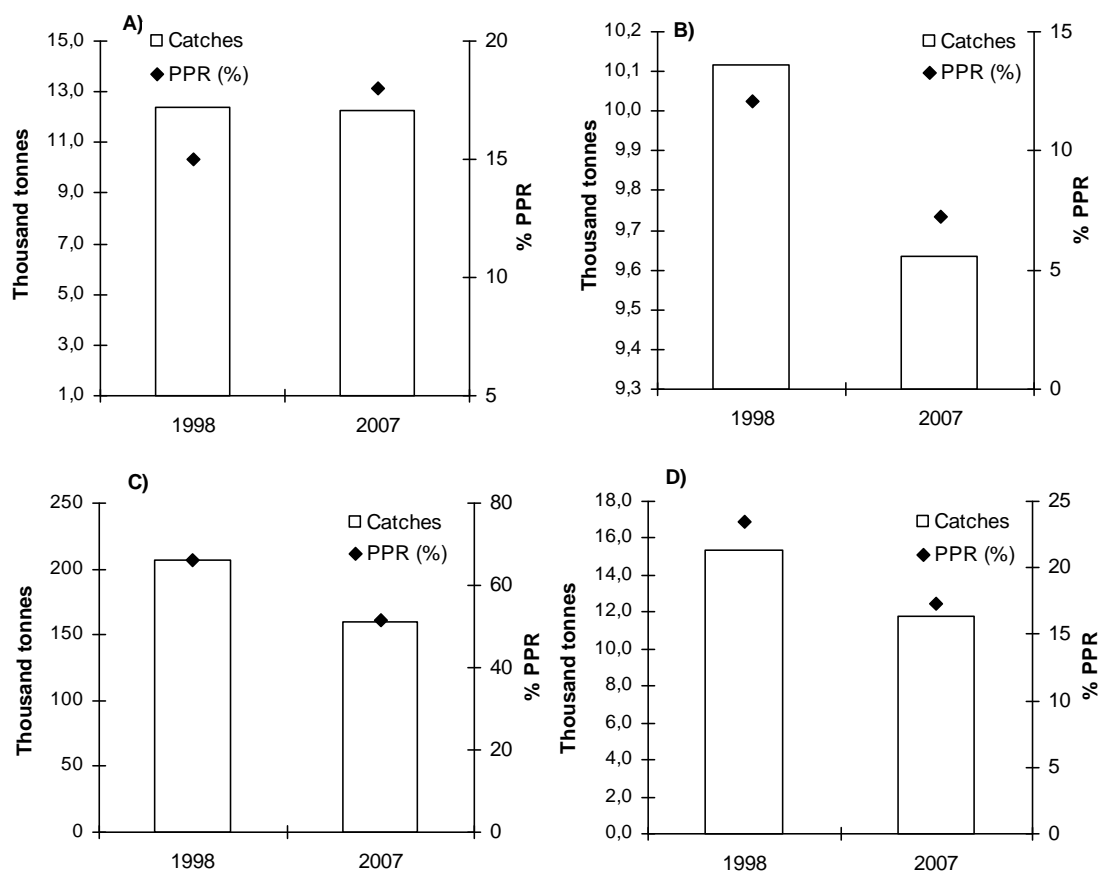 A)
Catches
PPR (%)
15,0
13,0
11,0
9,0
7,0
5,0
3,0
1,0
Thousand tonnes
20
15
10
5
% PPR
1998 2007
B)
Catches
PPR (%)
10,2
10,1
10,0
9,9
9,8
9,7
9,6
9,5
9,4
9,3
Thousand tonnes
15
10
5
0
% PPR
1998 2007
C)
Catches
PPR (%)
250
200
150
100
50
0
Thousand tonnes
80
60
40
20
0
% PPR
1998 2007
D)
Catches
PPR (%)
18,0
16,0
14,0
12,0
10,0
8,0
6,0
4,0
2,0
0,0
Thousand tonnes
25
20
15
10
5
0
% PPR
1998 2007